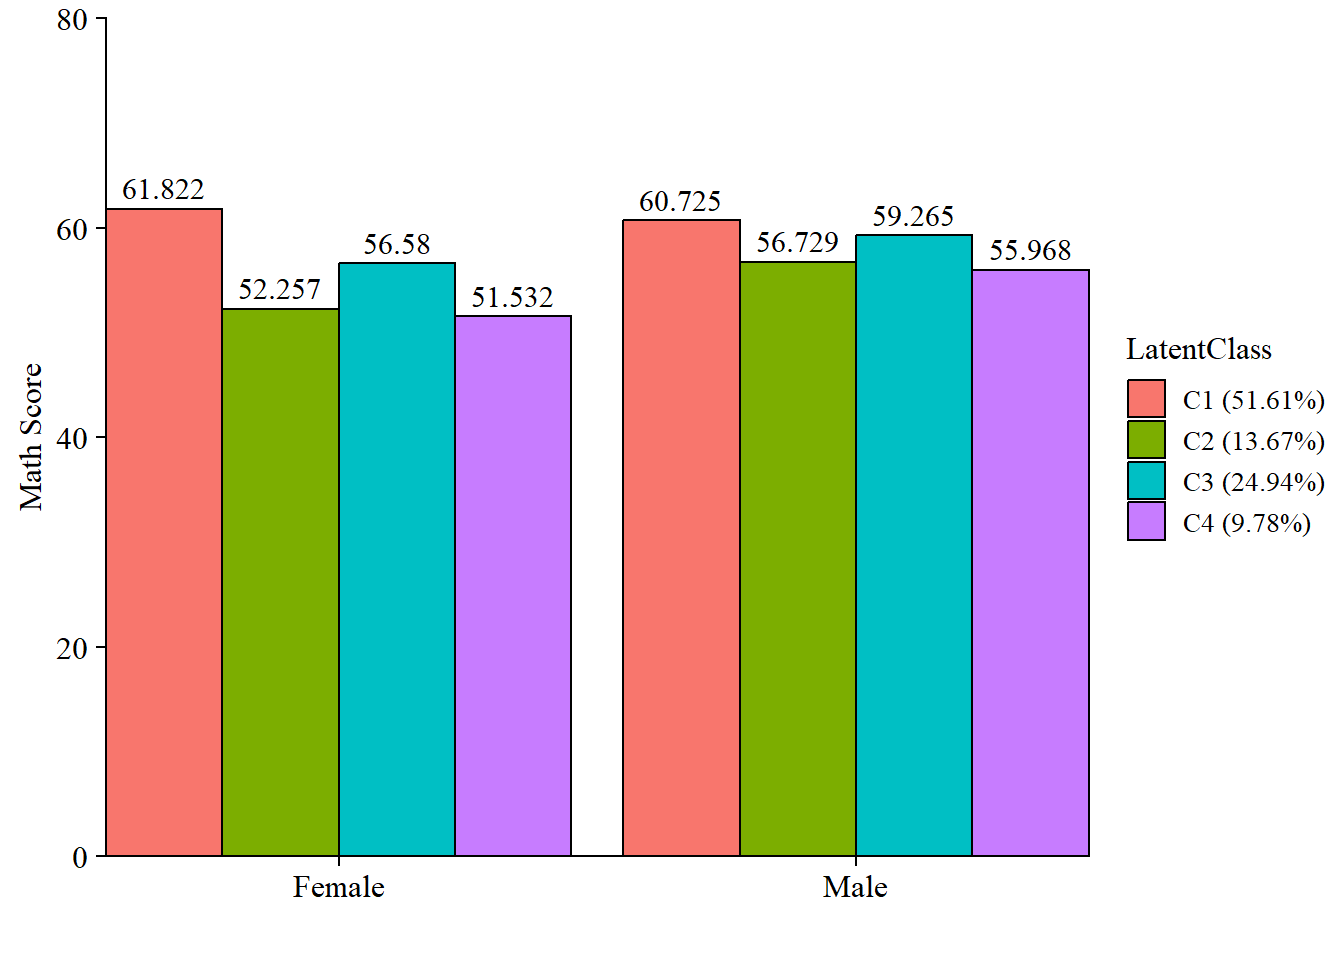 80
60
40
20
0
Math Score
61.822
52.257
56.58
51.532
60.725
56.729
59.265
55.968
Female
Male
LatentClass
C1 (51.61%)
C2 (13.67%)
C3 (24.94%)
C4 (9.78%)